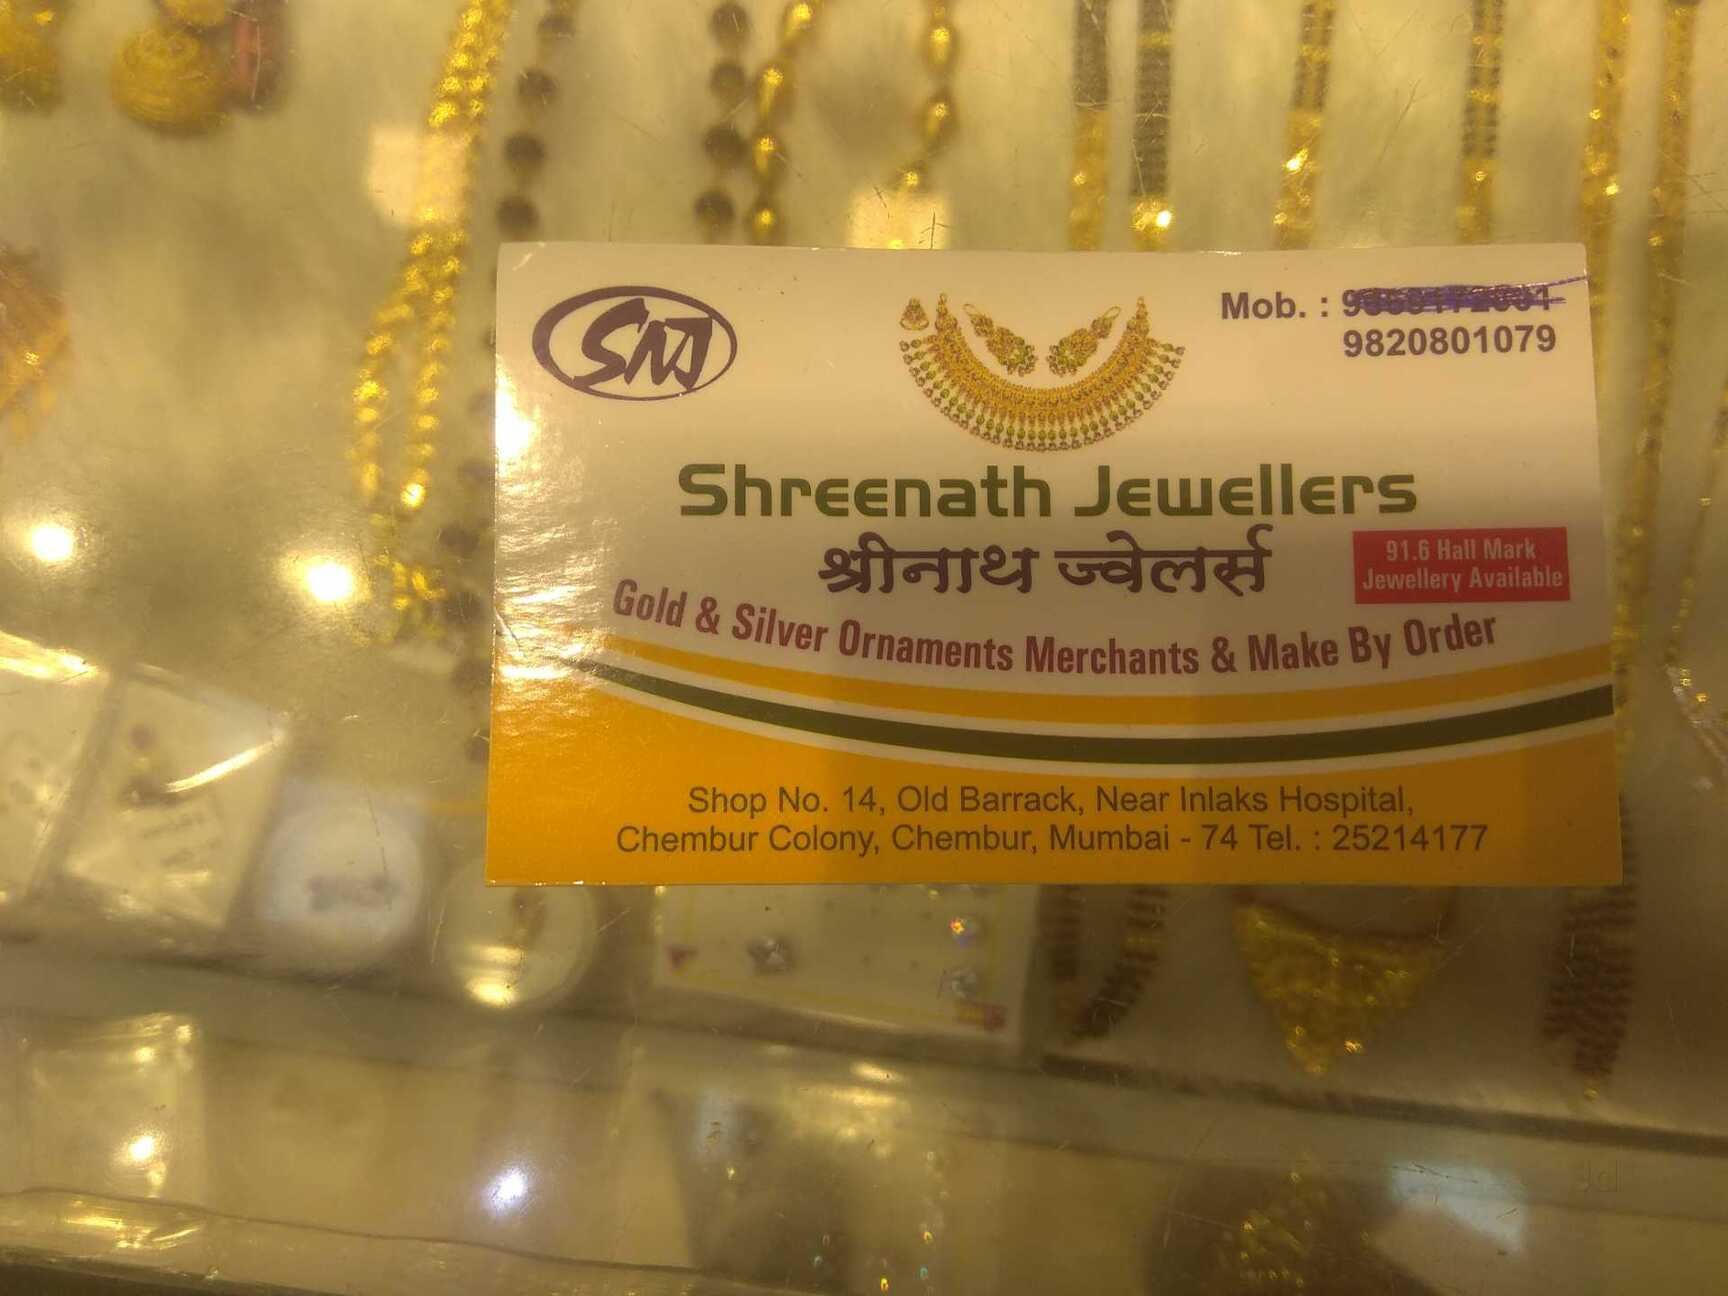 SNJ
Mob. :
9820801079
Shreenath Jewellers
श्रीनाथ ज्वेलर्स
91.6 Hall Mark
Jewellery Available
Gold & Silver Ornaments Merchants & Make By Order
Shop No. 14, Old Barrack, Near Inlaks Hospital,
Chembur Colony, Chembur, Mumbai - 74 Tel. : 25214177